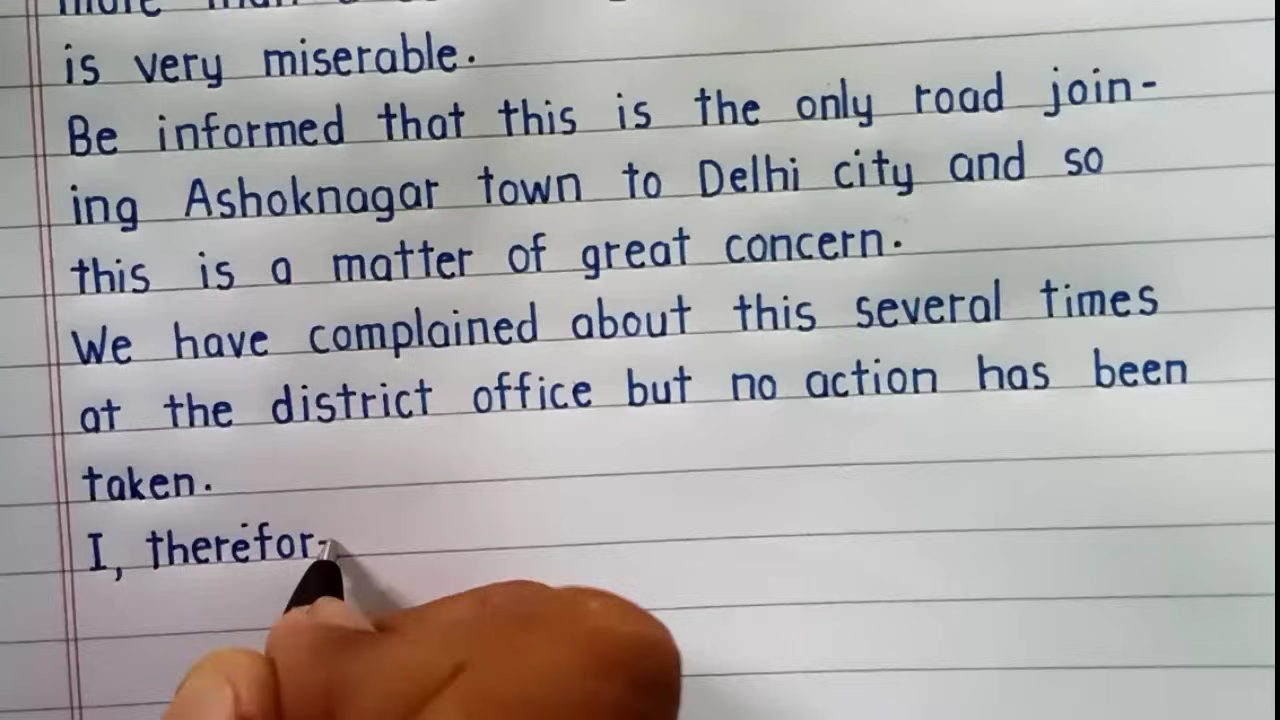 is very miserable.
Be informed that this is the only road join-
ing Ashoknagar town to Delhi city and so
this is a matter of great concern.
We have complained about this several times
at the district office but no action has been
taken.
I, therefor